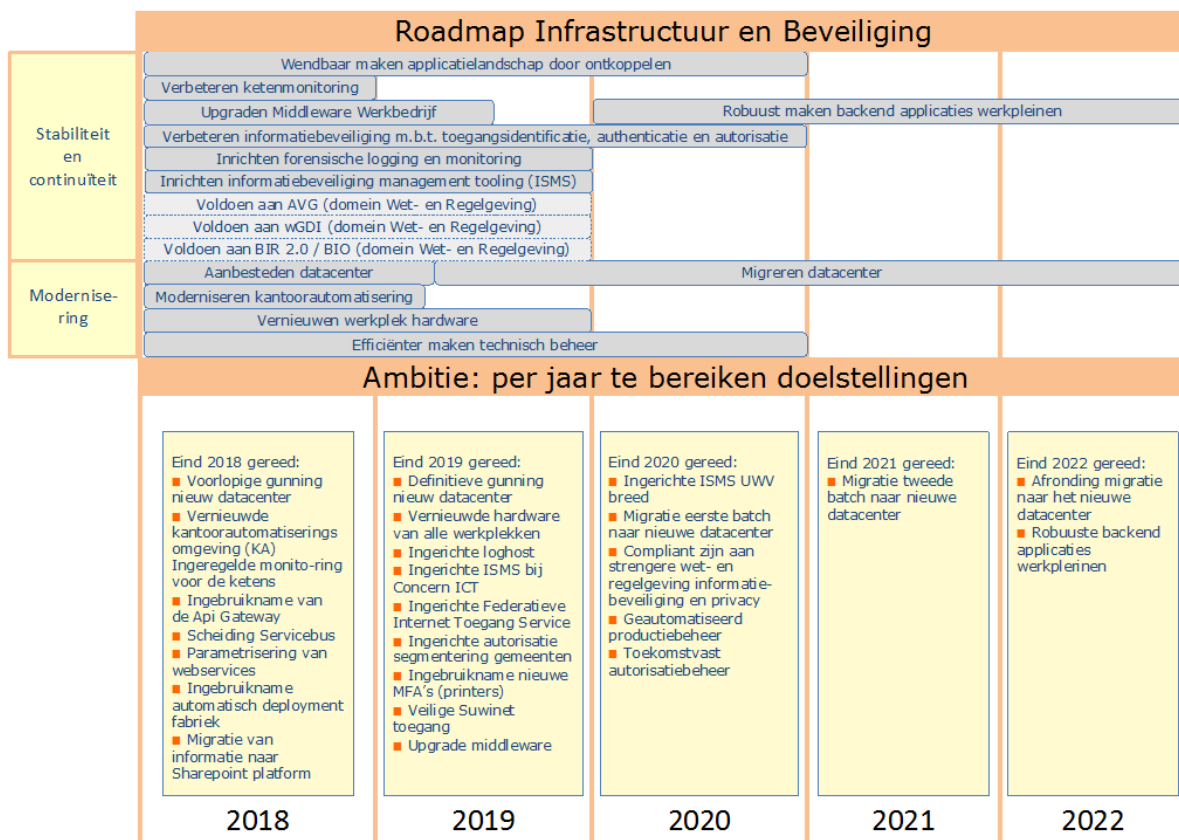 Roadmap Infrastructuur en Beveiliging
Stabiliteit
en
continuïteit
Wendbaar maken applicatielandschap door ontkoppelen
Verbeteren ketenmonitoring
Upgraden Middleware Werkbedrijf
Robuust maken backend applicaties werkpleinen
Verbeteren informatiebeveiliging m.b.t. toegangsidentificatie, authenticatie en autorisatie
Inrichten forensische logging en monitoring
Inrichten informatiebeveiliging management tooling (ISMS)
Voldoen aan AVG (domein Wet- en Regelgeving)
Voldoen aan wGDI (domein Wet- en Regelgeving)
Voldoen aan BIR 2.0 / BIO (domein Wet- en Regelgeving)
Modernise-
ring
Aanbesteden datacenter
Migreren datacenter
Moderniseren kantoorautomatisering
Vernieuwen werkplek hardware
Efficiënter maken technisch beheer
Ambitie: per jaar te bereiken doelstellingen
Eind 2018 gereed:
■ Voorlopige gunning
nieuw datacenter
■ Vernieuwde
kantoorautomatiserings
omgeving (KA)
Ingeregelde monito-ring
voor de ketens
■ Ingebruikname van
de Api Gateway
■ Scheiding Servicebus
■ Parametrisering van
webservices
■ Ingebruikname
automatisch deployment
fabriek
■ Migratie van
informatie naar
Sharepoint platform
Eind 2019 gereed:
■ Definitieve gunning
nieuw datacenter
■ Vernieuwde hardware
van alle werkplekken
■ Ingerichte loghost
■ Ingerichte ISMS bij
Concern ICT
■ Ingerichte Federatieve
Internet Toegang Service
■ Ingerichte autorisatie
segmentering gemeenten
■ Ingebruikname nieuwe
MFA's (printers)
■ Veilige Suwinet
toegang
■ Upgrade middleware
Eind 2020 gereed:
■ Ingerichte ISMS UWV
breed
■ Migratie eerste batch
naar nieuwe datacenter
■ Compliant zijn aan
strengere wet- en
regelgeving informatie-
beveiliging en privacy
■ Geautomatiseerd
productiebeheer
■ Toekomstvast
autorisatiebeheer
Eind 2021 gereed:
■ Migratie tweede
batch naar nieuwe
datacenter
Eind 2022 gereed:
■ Afronding migratie
naar het nieuwe
datacenter
■ Robuuste backend
applicaties
werkplerinen
2018
2019
2020
2021
2022